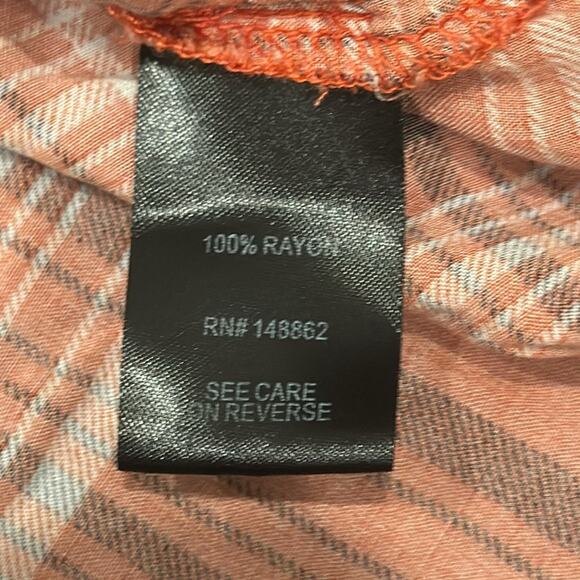 100% RAYON
RN# 148862
SEE CARE
ON REVERSE